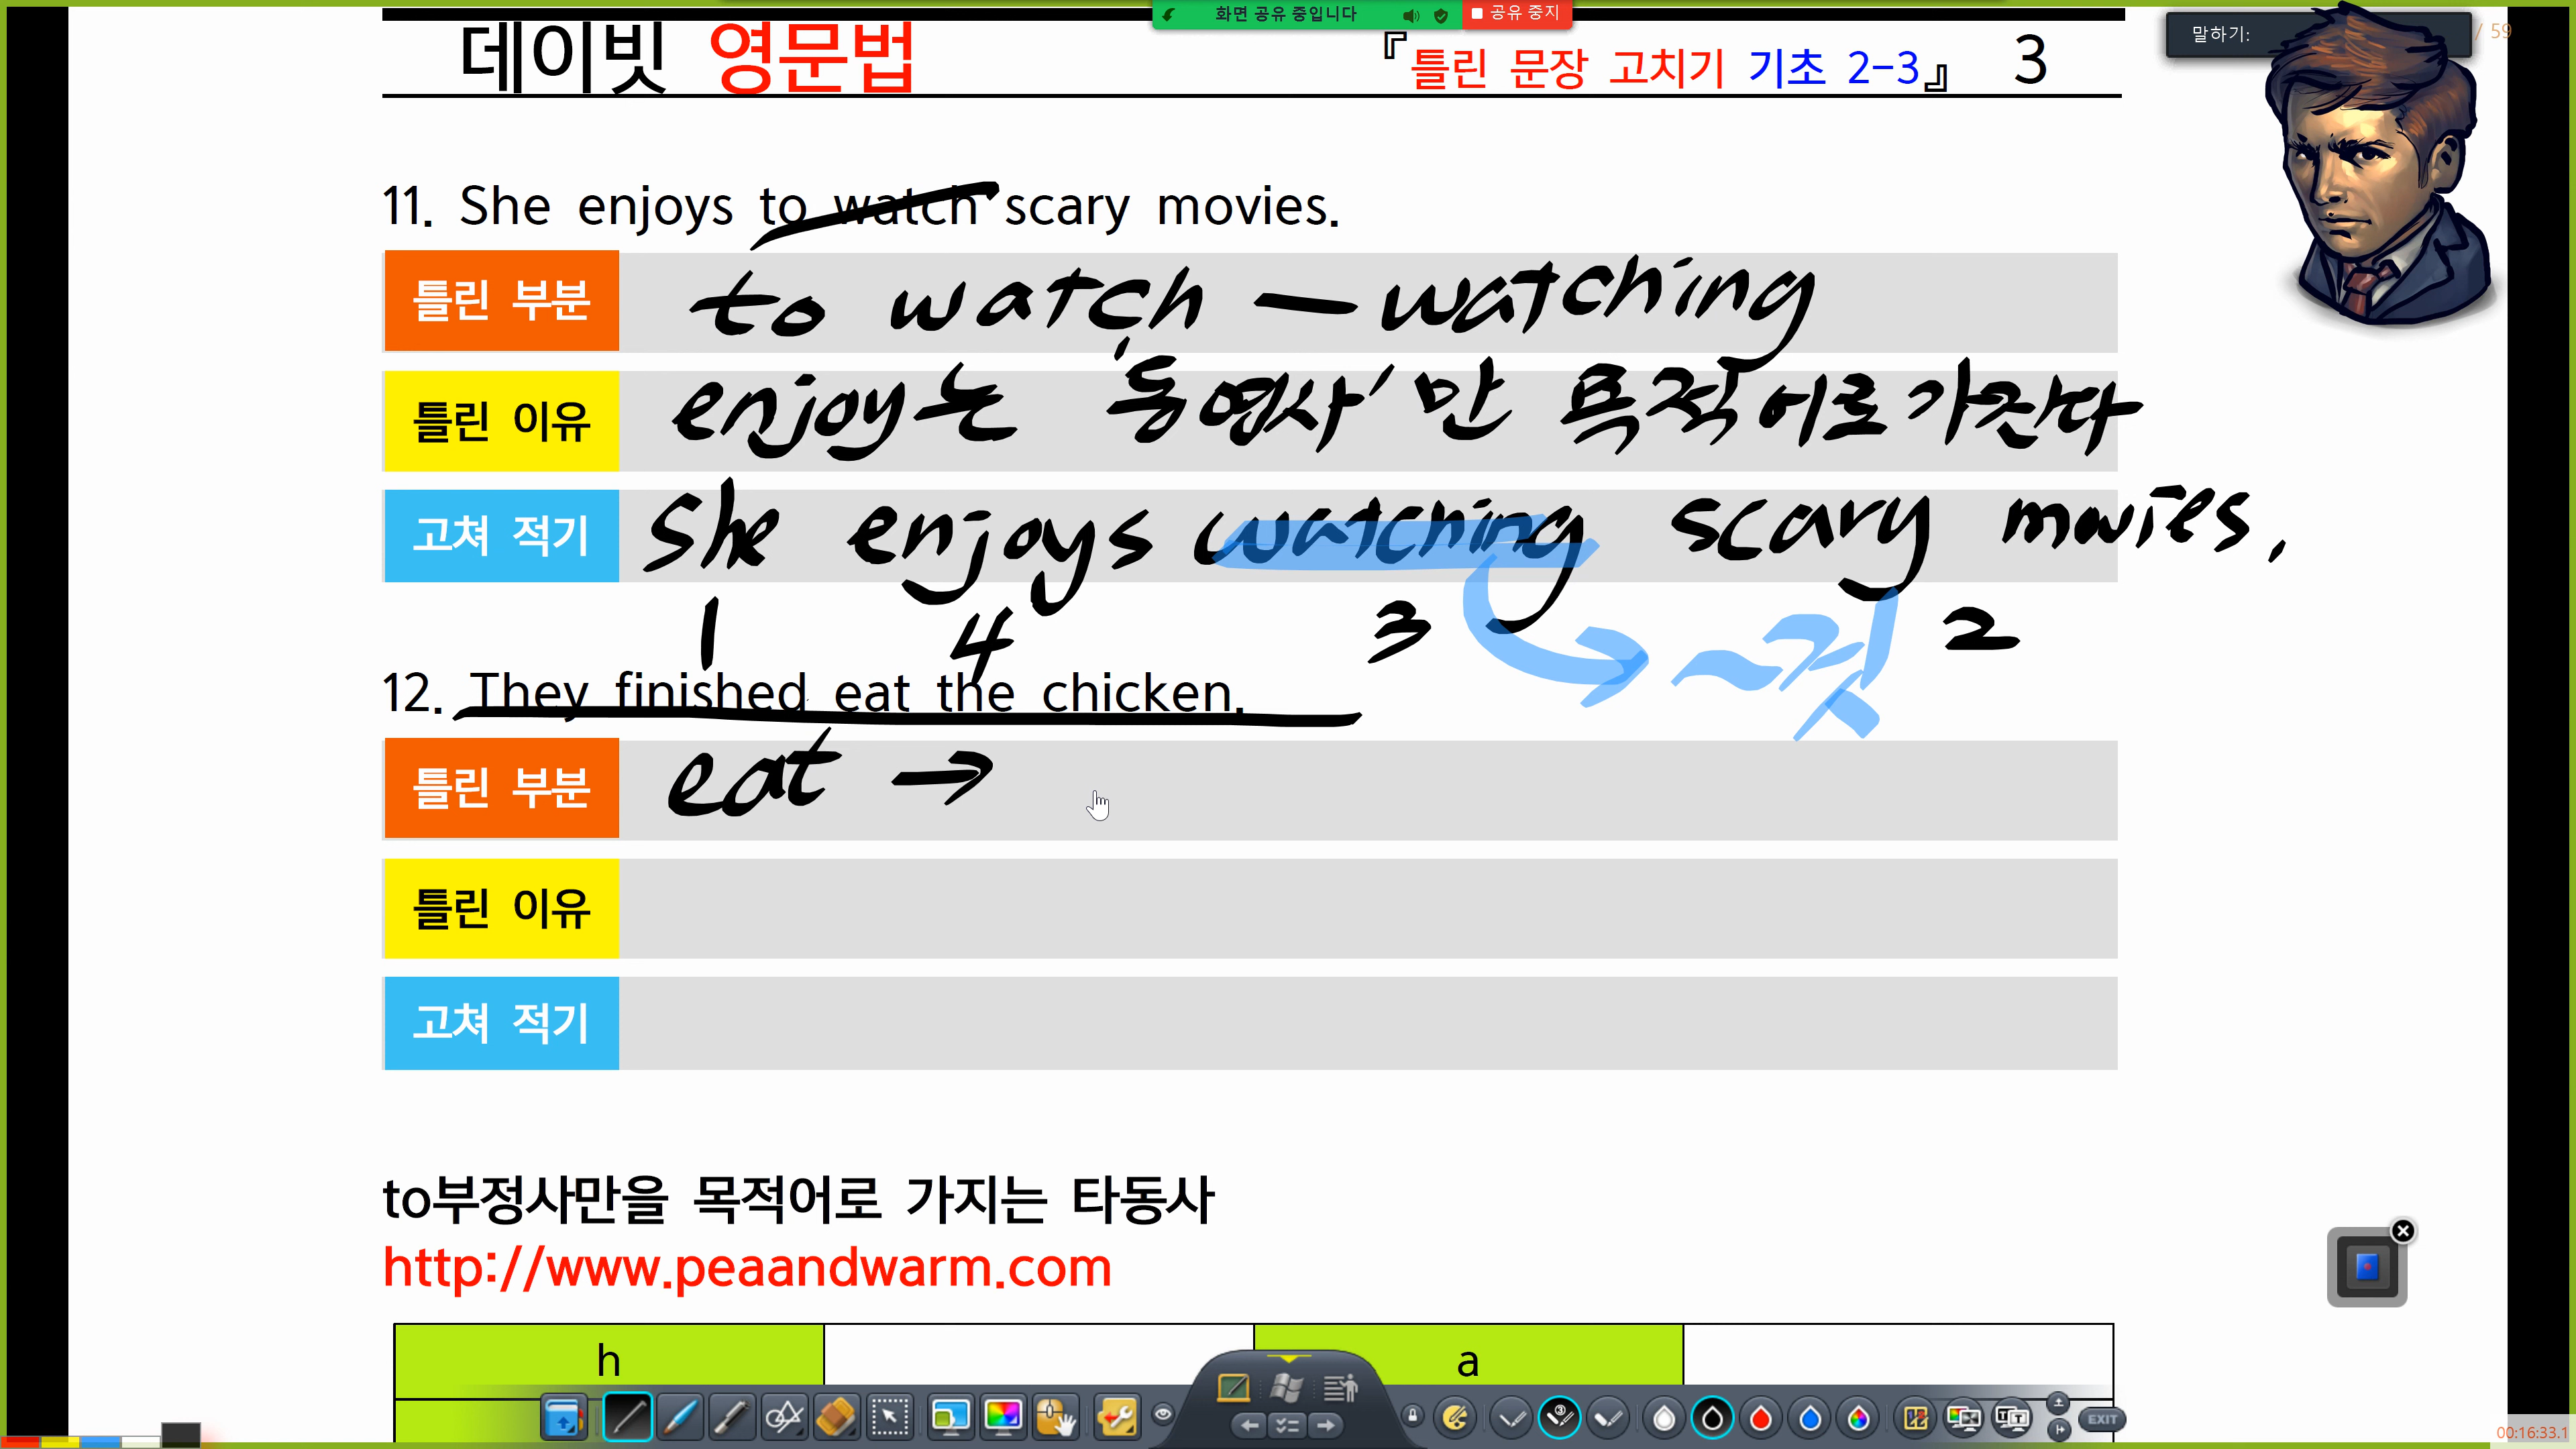 화면 공유 중입니다 공유 중지
데이빗 영문법 『틀린 문장 고치기 기초 2-3』 3
말하기: / 59
11. She enjoys to watch scary movies.
틀린 부분 to watch — watching
틀린 이유 enjoy는 '동명사'만 목적어로 가진다
고쳐 적기 She enjoys watching scary movies.
1 4 3 2
~것
12. They finished eat the chicken.
틀린 부분 eat →
틀린 이유
고쳐 적기
to부정사만을 목적어로 가지는 타동사
http://www.peaandwarm.com
h a
EXIT
00:16:33.1